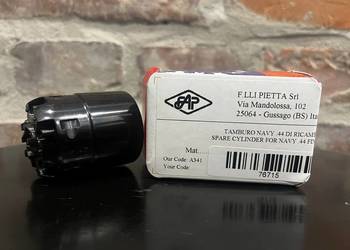 FAP
F.LLI PIETTA Srl
Via Mandolossa, 102
25064 - Gussago (BS) Ita
TAMBURO NAVY .44 DI RICAMB
SPARE CYLINDER FOR NAVY .44
Mat.
Our Code: A341
Your Code:
76715